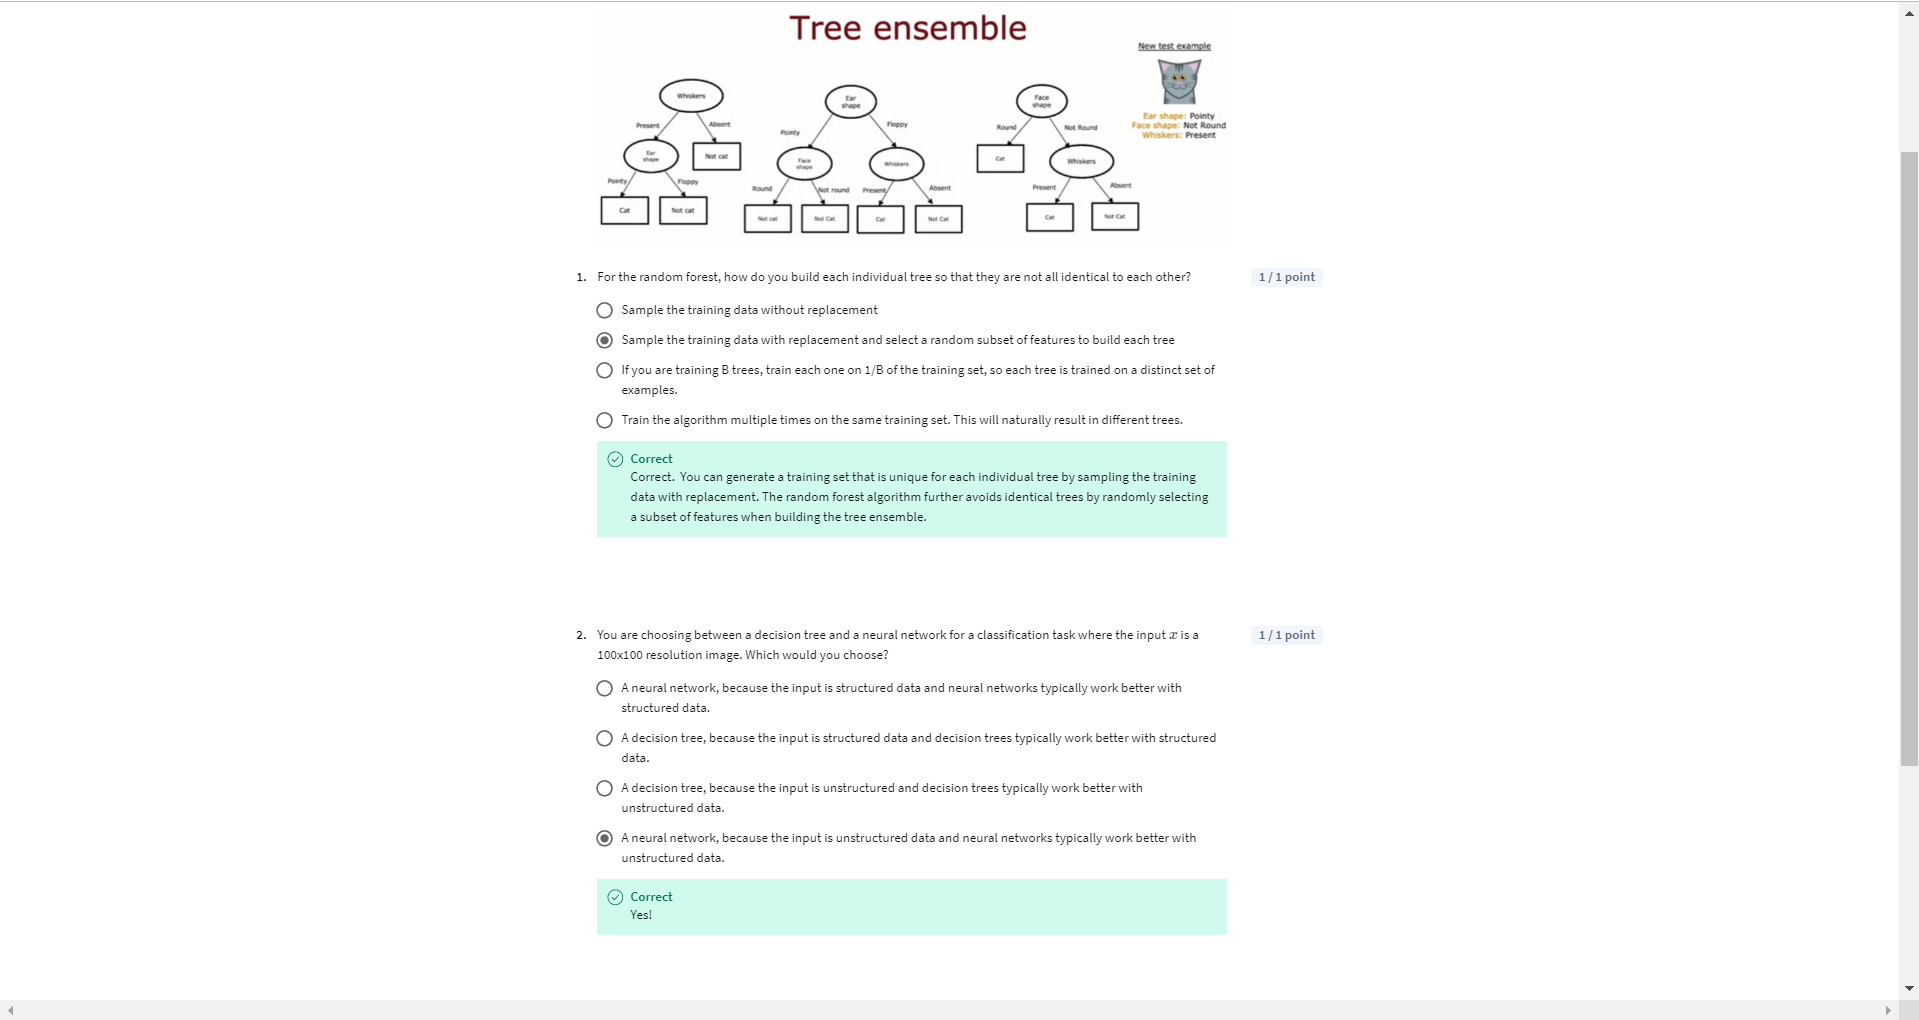 Tree ensemble
New test example
Ear shape: Pointy
Face shape: Not Round
Whiskers: Present
Whiskers
Present
Absent
Ear
shape
Not cat
Pointy
Floppy
Cat
Not cat
Ear
shape
Pointy
Floppy
Face
shape
Whiskers
Round
Not round
Present
Absent
Not cat
Not Cat
Cat
Not Cat
Face
shape
Round
Not Round
Cat
Whiskers
Present
Absent
Cat
Not Cat
1. For the random forest, how do you build each individual tree so that they are not all identical to each other?
1 / 1 point
Sample the training data without replacement
Sample the training data with replacement and select a random subset of features to build each tree
If you are training B trees, train each one on 1/B of the training set, so each tree is trained on a distinct set of
examples.
Train the algorithm multiple times on the same training set. This will naturally result in different trees.
Correct
Correct. You can generate a training set that is unique for each individual tree by sampling the training
data with replacement. The random forest algorithm further avoids identical trees by randomly selecting
a subset of features when building the tree ensemble.
2. You are choosing between a decision tree and a neural network for a classification task where the input x is a
100x100 resolution image. Which would you choose?
1 / 1 point
A neural network, because the input is structured data and neural networks typically work better with
structured data.
A decision tree, because the input is structured data and decision trees typically work better with structured
data.
A decision tree, because the input is unstructured and decision trees typically work better with
unstructured data.
A neural network, because the input is unstructured data and neural networks typically work better with
unstructured data.
Correct
Yes!